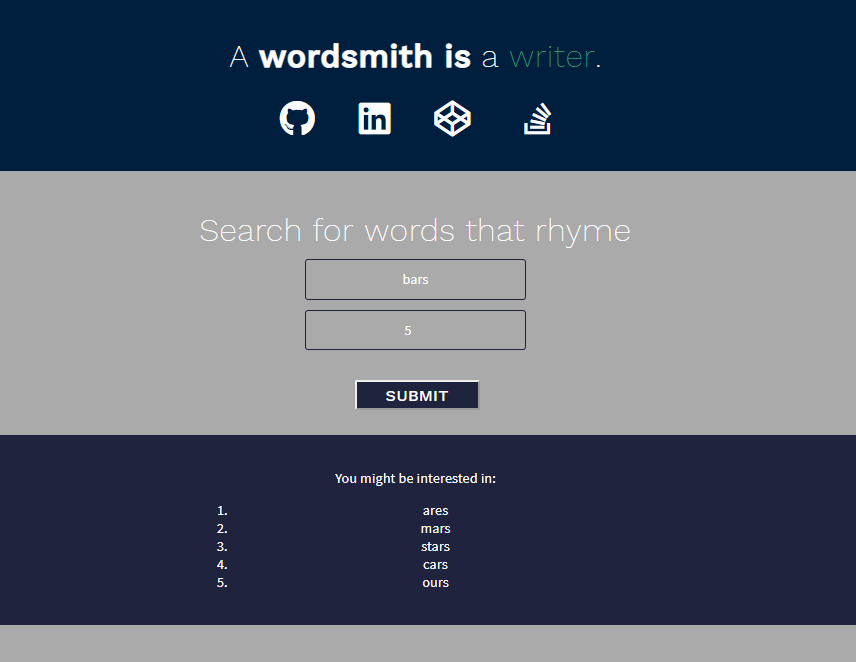 A wordsmith is a writer.
in
Search for words that rhyme
bars
5
SUBMIT
You might be interested in:
1. ares
2. mars
3. stars
4. cars
5. ours